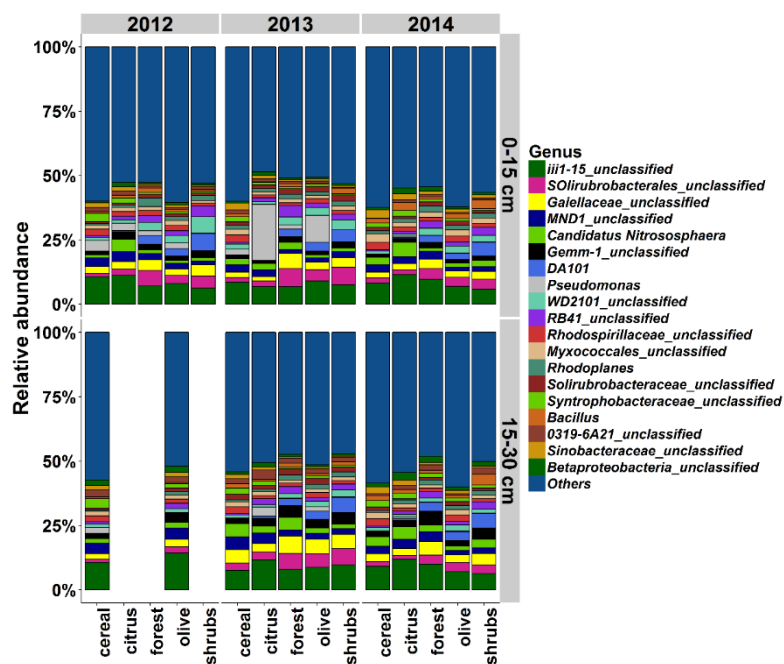 2012
2013
2014
Relative abundance
100%
75%
50%
25%
0%
0-15 cm
100%
75%
50%
25%
0%
15-30 cm
cereal
citrus
forest
olive
shrubs
cereal
citrus
forest
olive
shrubs
cereal
citrus
forest
olive
shrubs
Genus
iii1-15_unclassified
SOlirubrobacterales_unclassified
Gaiellaceae_unclassified
MND1_unclassified
Candidatus Nitrososphaera
Gemm-1_unclassified
DA101
Pseudomonas
WD2101_unclassified
RB41_unclassified
Rhodospirillaceae_unclassified
Myxococcales_unclassified
Rhodoplanes
Solirubrobacteraceae_unclassified
Syntrophobacteraceae_unclassified
Bacillus
0319-6A21_unclassified
Sinobacteraceae_unclassified
Betaproteobacteria_unclassified
Others